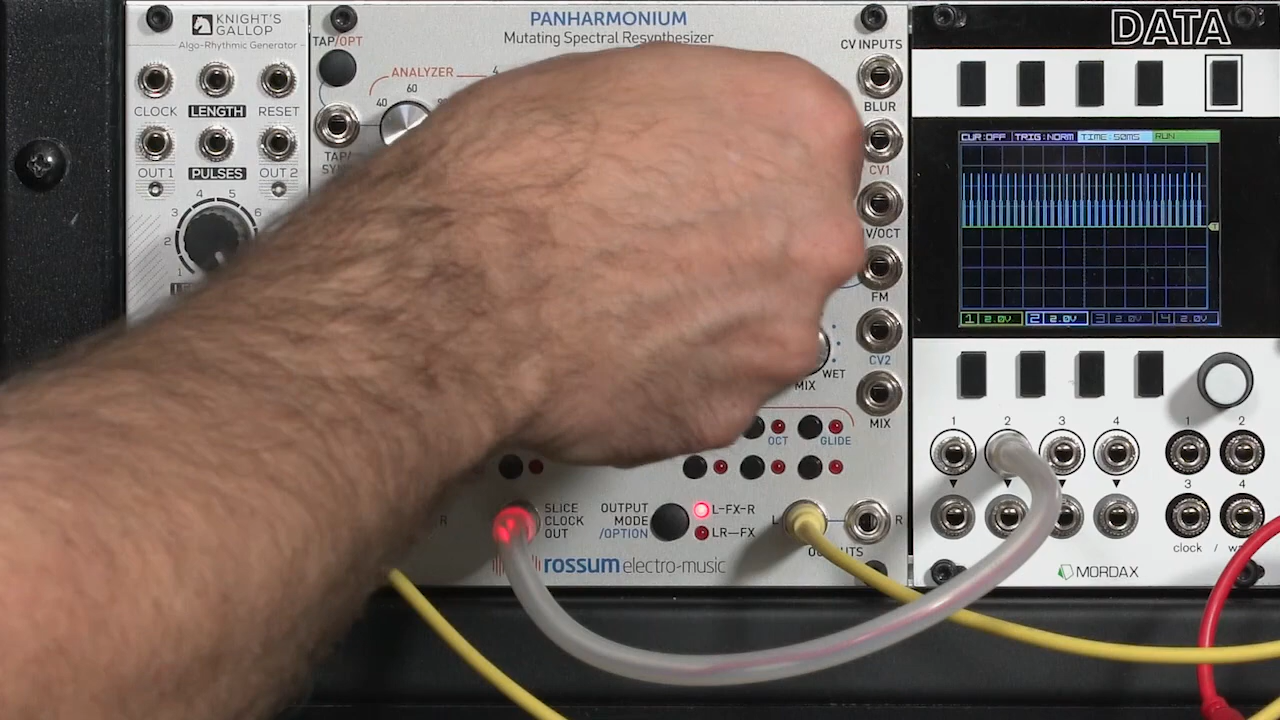 KNIGHT'S
GALLOP
Algo-Rhythmic Generator
CLOCK LENGTH RESET
OUT 1 PULSES OUT 2
1 2 3 4 5 6
PANHARMONIUM
Mutating Spectral Resynthesizer
TAP/OPT
ANALYZER
40 60
TAP/
CV INPUTS
BLUR
CV1
V/OCT
FM
CV2
MIX
WET
MIX
OCT GLIDE
R
SLICE
CLOCK
OUT
OUTPUT
MODE
/OPTION
L-FX-R
LR—FX
L R
rossum electro-music
DATA
CUR:OFF TRIG:NORM TIME:50MS RUN
1 2.0V 2 2.0V 3 2.0V 4 2.0V
1 2 3 4 1 2
3 4
clock /
MORDAX